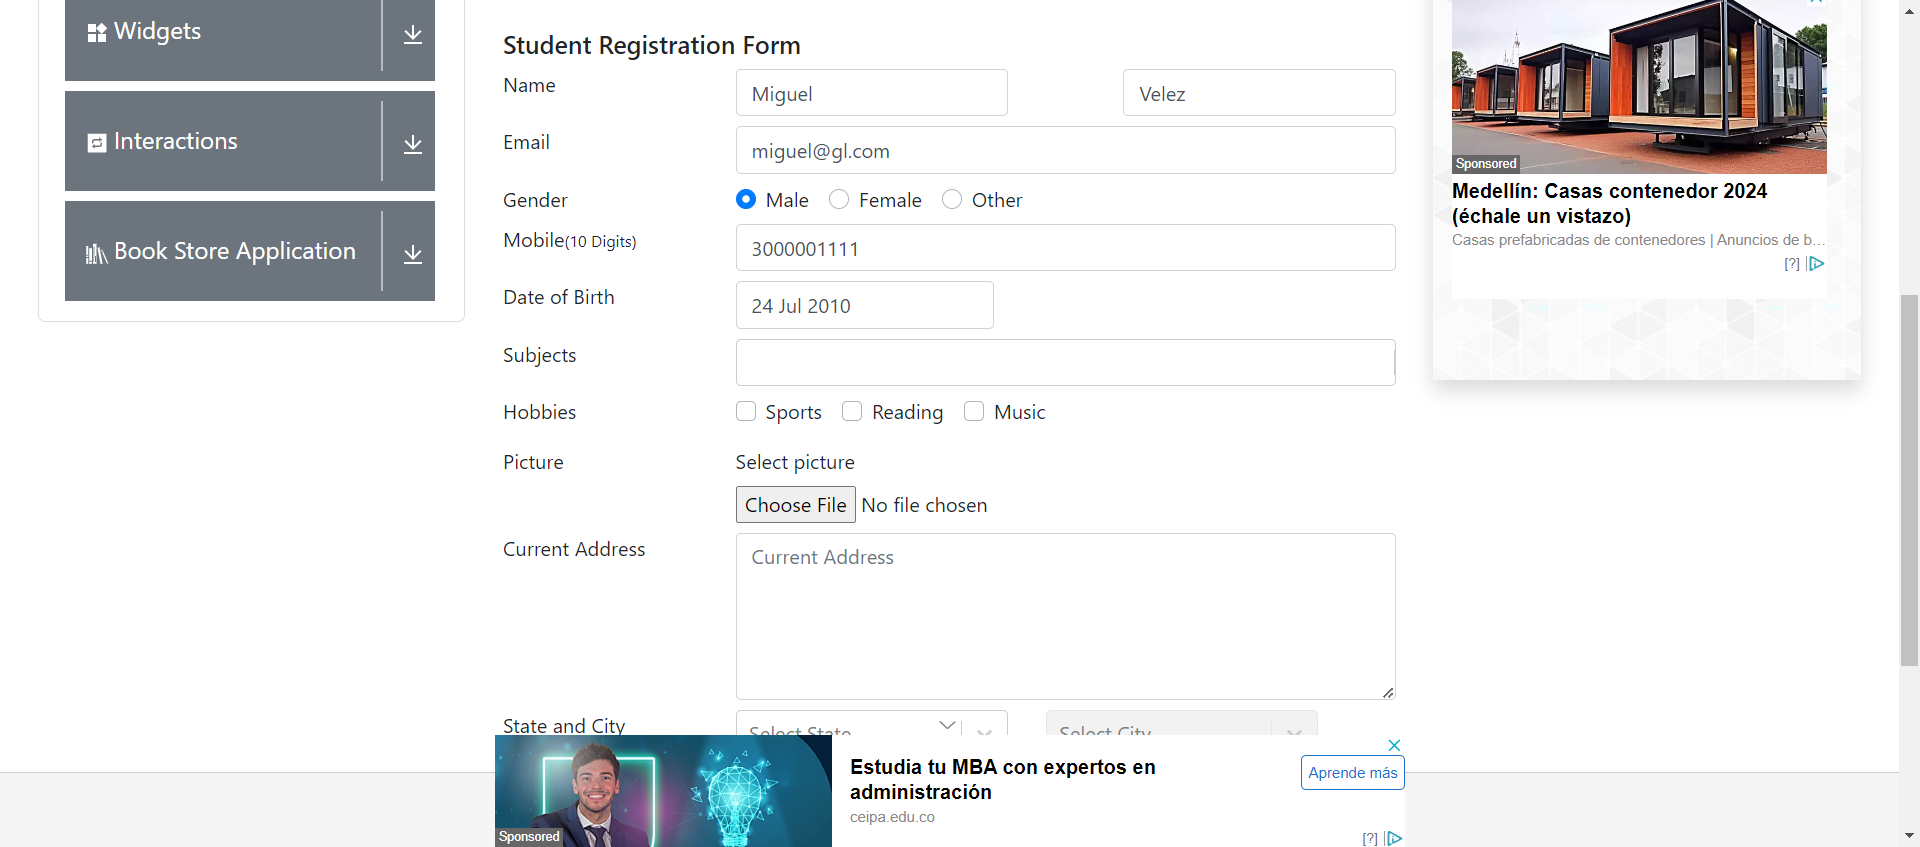 Widgets
Interactions
Book Store Application
Student Registration Form
Name
Miguel
Velez
Email
miguel@gl.com
Gender
Male
Female
Other
Mobile(10 Digits)
3000001111
Date of Birth
24 Jul 2010
Subjects
Hobbies
Sports
Reading
Music
Picture
Select picture
Choose File No file chosen
Current Address
Current Address
State and City
Select State
Select City
Sponsored
Medellín: Casas contenedor 2024
(échale un vistazo)
Casas prefabricadas de contenedores | Anuncios de b...
[?]
Sponsored
Estudia tu MBA con expertos en
administración
ceipa.edu.co
Aprende más
[?]